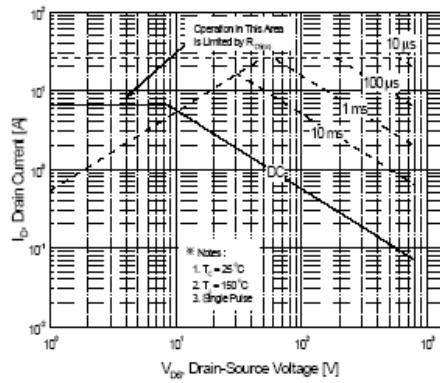 Operation in This Area
is Limited by R DS(on)
10 µs
100 µs
1 ms
10 ms
DC
※ Notes :
1. T = 25 °C
2. T = 150 °C
3. Single Pulse
10² 
10¹
10⁰
10⁻¹
10⁻²
10⁰ 10¹ 10² 10³
I D, Drain Current [A]
V DS, Drain-Source Voltage [V]